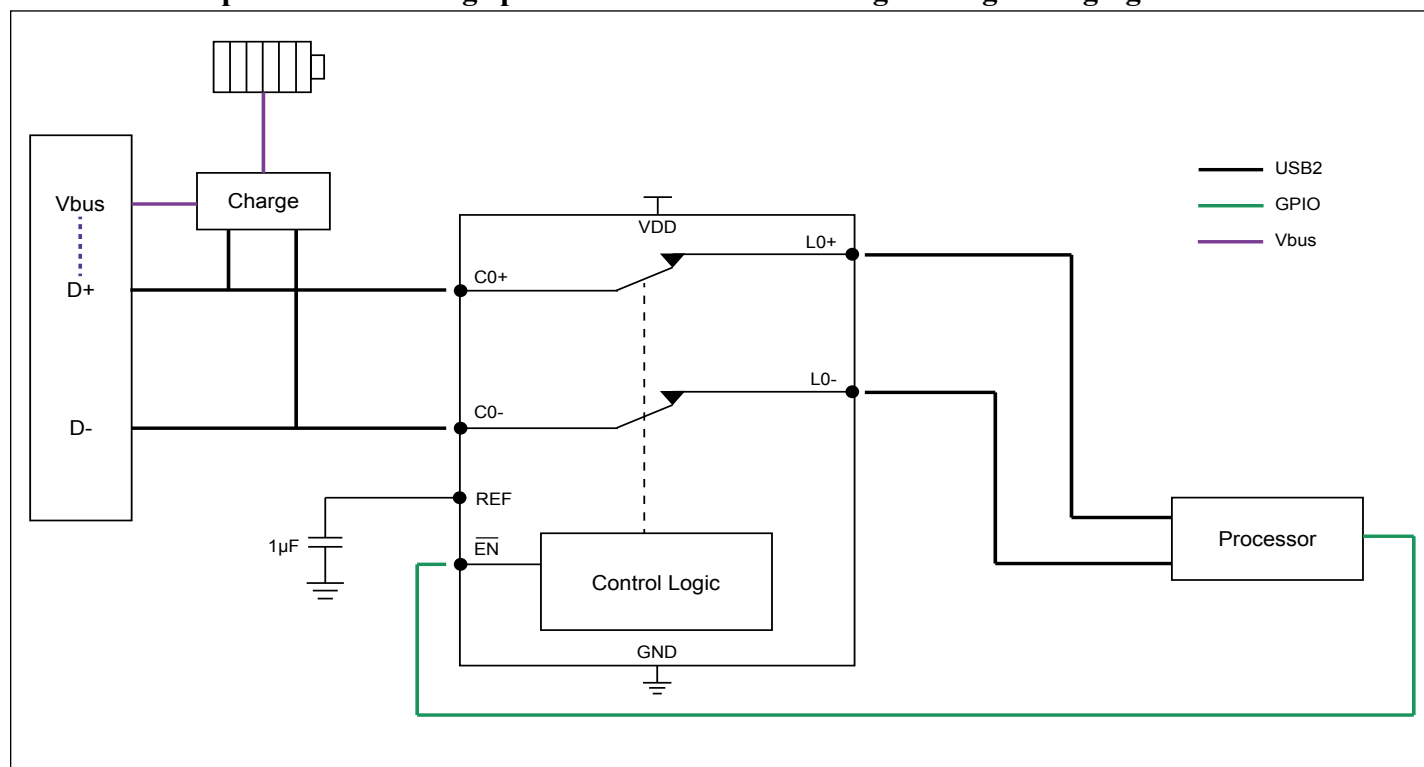 Charge
Vbus
D+
D-
VDD
C0+
L0+
C0-
L0-
REF
1µF
EN
Control Logic
GND
Processor
USB2
GPIO
Vbus